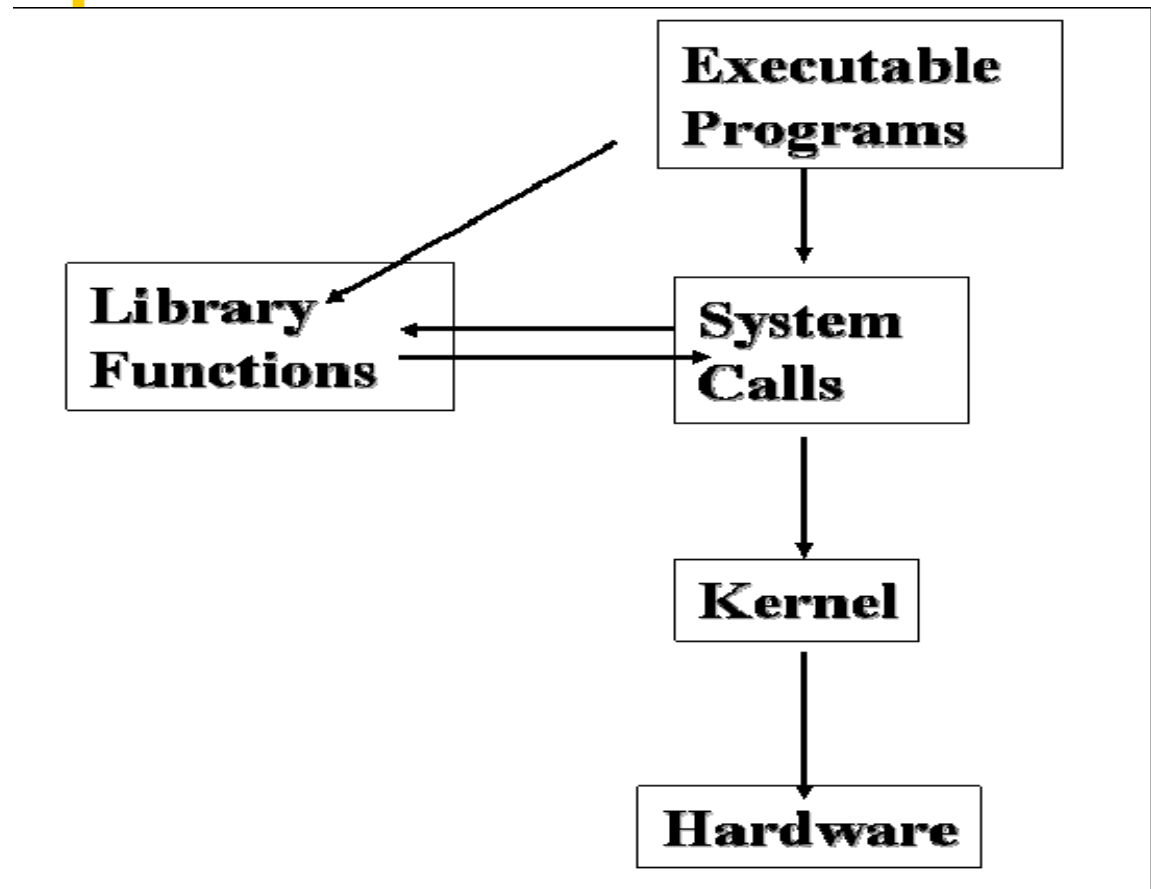 Executable
Programs
Library
Functions
System
Calls
Kernel
Hardware